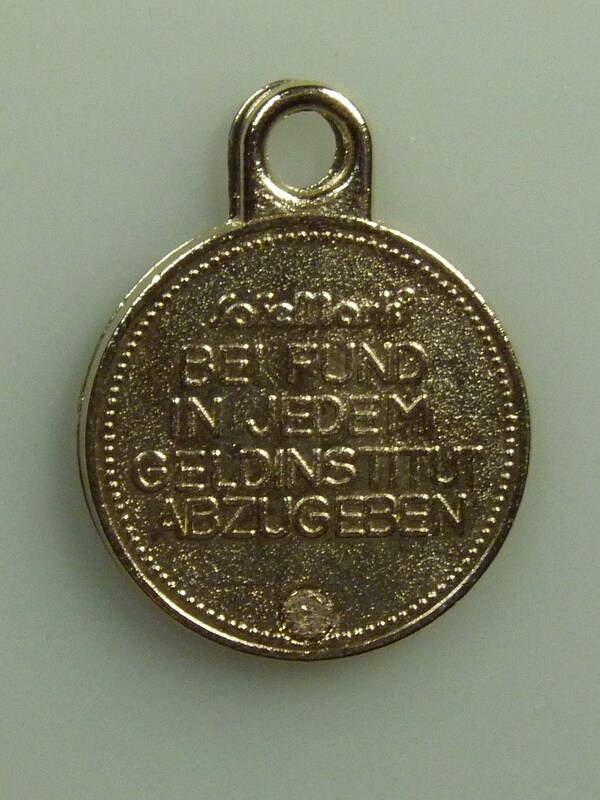 BEI FUND
IN JEDEM
GELDINSTITUT
ABZUGEBEN